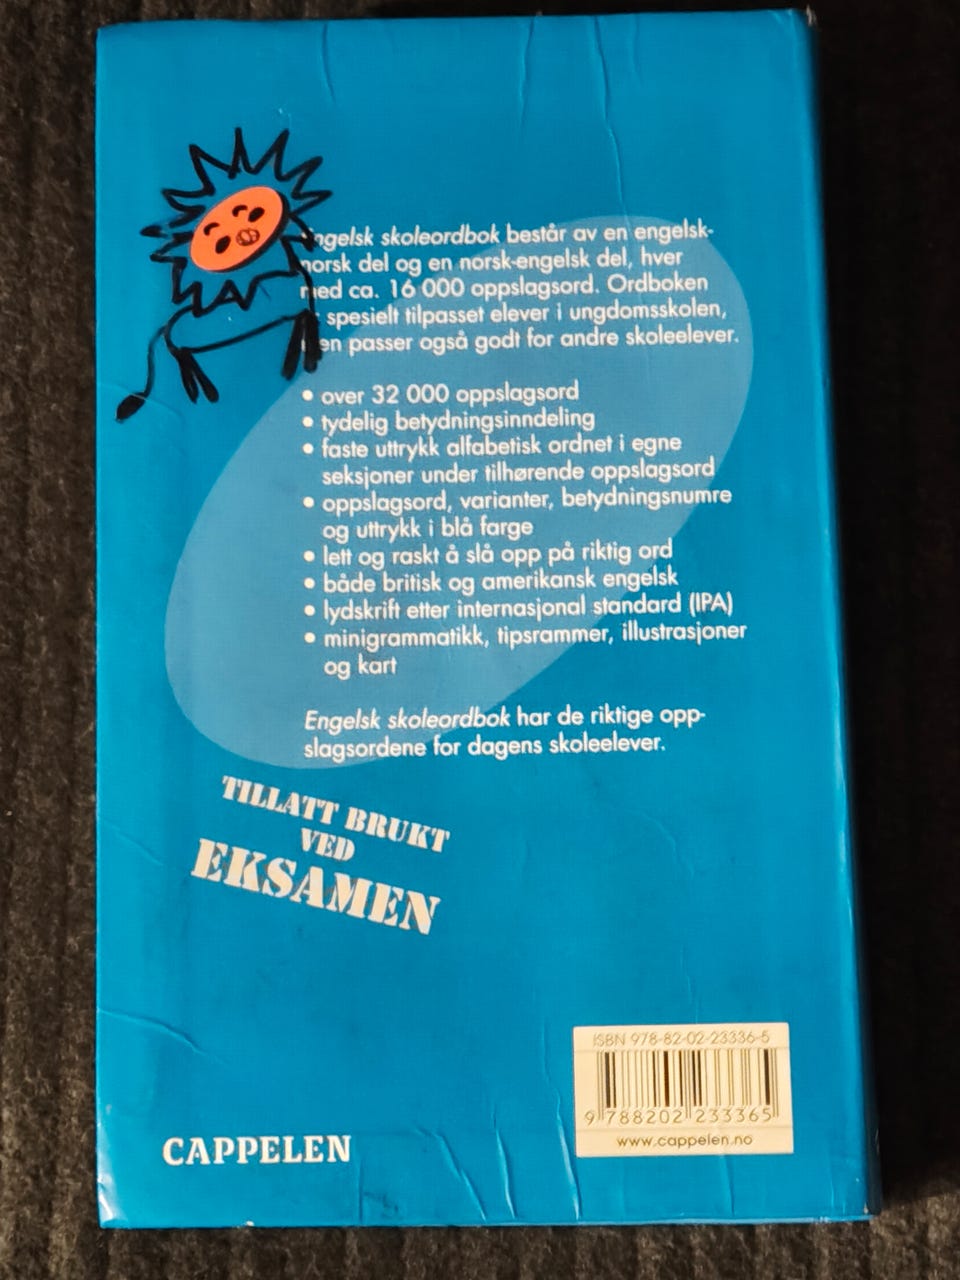 Engelsk skoleordbok består av en engelsk-
norsk del og en norsk-engelsk del, hver
med ca. 16 000 oppslagsord. Ordboken
spesielt tilpasset elever i ungdomsskolen,
men passer også godt for andre skoleelever.
• over 32 000 oppslagsord
• tydelig betydningsinndeling
• faste uttrykk alfabetisk ordnet i egne
seksjoner under tilhørende oppslagsord
• oppslagsord, varianter, betydningsnumre
og uttrykk i blå farge
• lett og raskt å slå opp på riktig ord
• både britisk og amerikansk engelsk
• lydskrift etter internasjonal standard (IPA)
• minigrammatikk, tipsrammer, illustrasjoner
og kart
Engelsk skoleordbok har de riktige opp-
slagsordene for dagens skoleelever.
TILLATT BRUKT
VED
EKSAMEN
ISBN 978-82-02-23336-5
9 788202 233365
www.cappelen.no
CAPPELEN